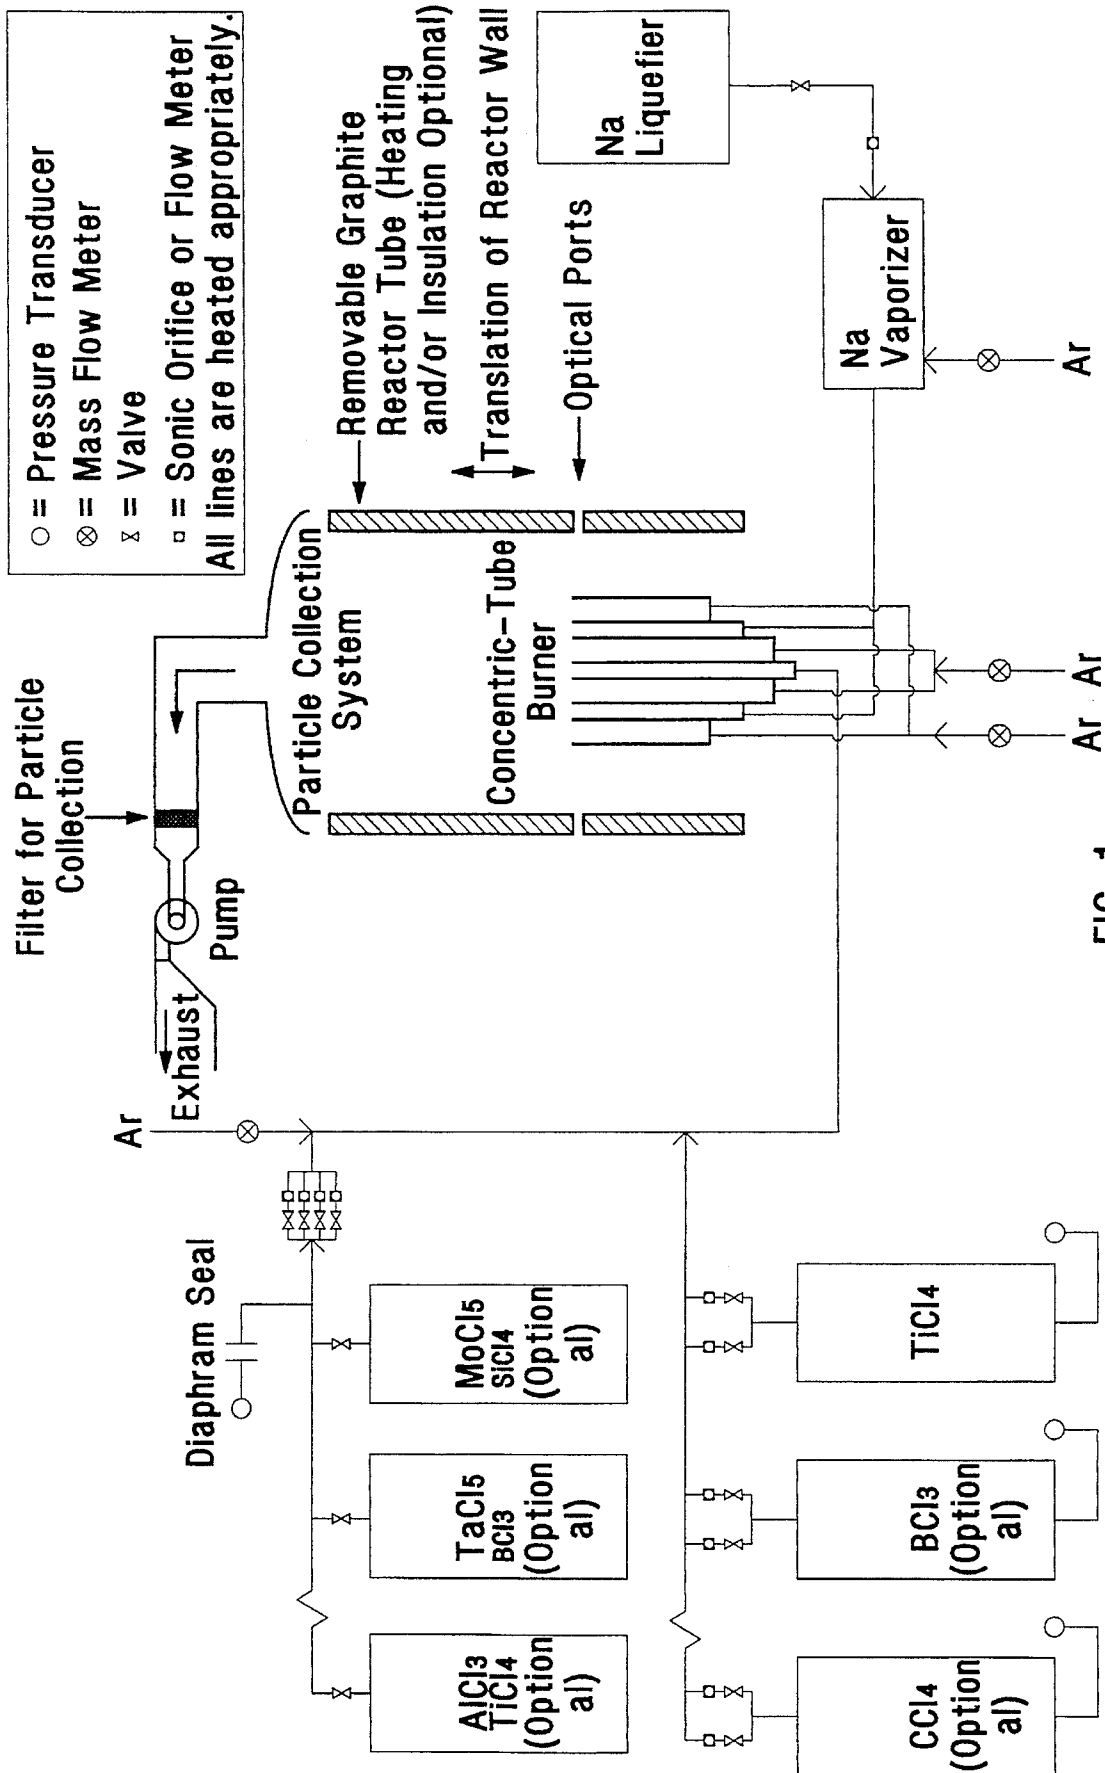 ○ = Pressure Transducer
⊗ = Mass Flow Meter
= Valve
= Sonic Orifice or Flow Meter
All lines are heated appropriately.
Filter for Particle
Collection
Exhaust
Pump
Particle Collection
System
Removable Graphite
Reactor Tube (Heating
and/or Insulation Optional)
Translation of Reactor Wall
Optical Ports
Concentric-Tube
Burner
Na
Liquefier
Na
Vaporizer
Ar
Ar
Ar
Ar
Diaphram Seal
AlCl3
TiCl4
(Option
al)
TaCl5
BCl3
(Option
al)
MoCl5
SiCl4
(Option
al)
CCl4
(Option
al)
BCl3
(Option
al)
TiCl4